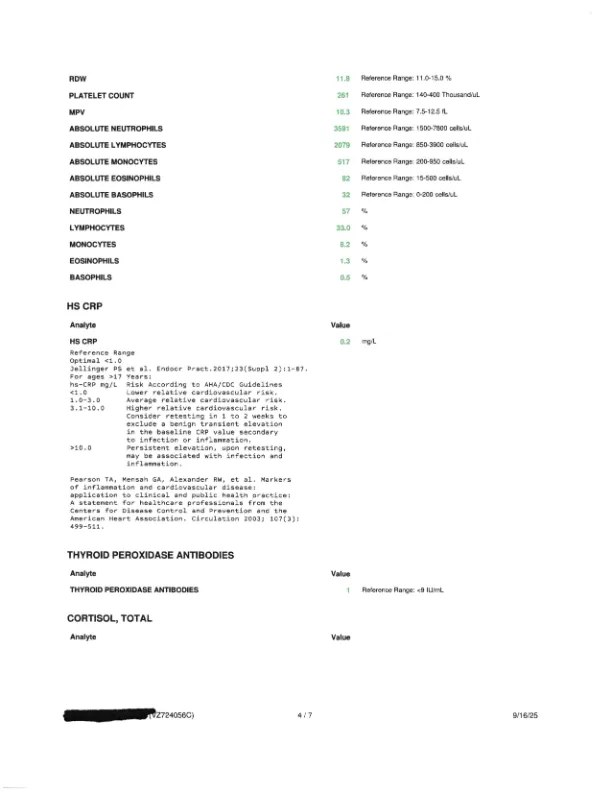 RDW 11.8 Reference Range: 11.0-15.0 %
PLATELET COUNT 261 Reference Range: 140-400 Thousand/uL
MPV 10.3 Reference Range: 7.5-12.5 fL
ABSOLUTE NEUTROPHILS 3591 Reference Range: 1500-7800 cells/uL
ABSOLUTE LYMPHOCYTES 2079 Reference Range: 850-3900 cells/uL
ABSOLUTE MONOCYTES 517 Reference Range: 200-950 cells/uL
ABSOLUTE EOSINOPHILS 82 Reference Range: 15-500 cells/uL
ABSOLUTE BASOPHILS 32 Reference Range: 0-200 cells/uL
NEUTROPHILS 57 %
LYMPHOCYTES 33.0 %
MONOCYTES 8.2 %
EOSINOPHILS 1.3 %
BASOPHILS 0.5 %
HS CRP
Analyte Value
HS CRP 0.2 mg/L
Reference Range
Optimal <1.0
Jellinger PS et al. Endocr Pract.2017;23(Suppl 2):1-87.
For ages >17 Years:
hs-CRP mg/L Risk According to AHA/CDC Guidelines
<1.0 Lower relative cardiovascular risk.
1.0-3.0 Average relative cardiovascular risk.
3.1-10.0 Higher relative cardiovascular risk.
Consider retesting in 1 to 2 weeks to
exclude a benign transient elevation
in the baseline CRP value secondary
to infection or inflammation.
>10.0 Persistent elevation, upon retesting,
may be associated with infection and
inflammation.
Pearson TA, Mensah GA, Alexander RW, et al. Markers
of inflammation and cardiovascular disease:
application to clinical and public health practice:
A statement for healthcare professionals from the
Centers for Disease Control and Prevention and the
American Heart Association. Circulation 2003; 107(3):
499-511.
THYROID PEROXIDASE ANTIBODIES
Analyte Value
THYROID PEROXIDASE ANTIBODIES 1 Reference Range: <9 IU/mL
CORTISOL, TOTAL
Analyte Value
(VZ724056C) 4 / 7 9/16/25